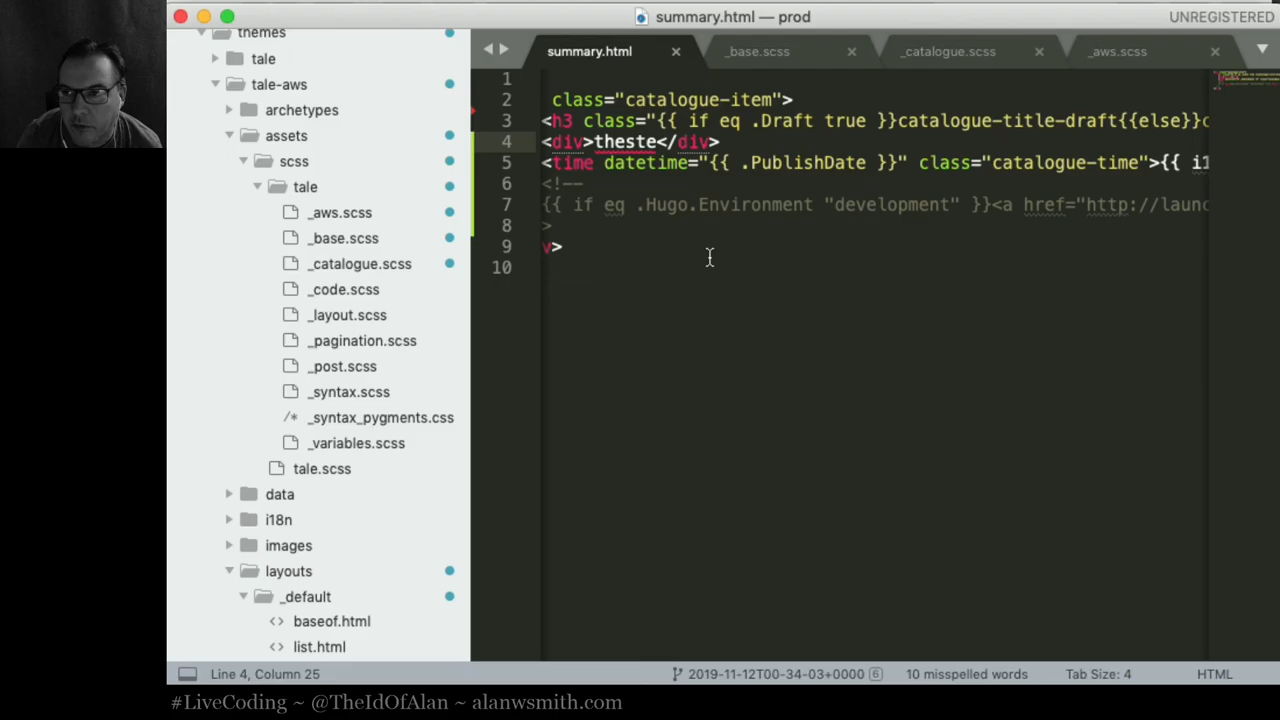 summary.html — prod
UNREGISTERED
themes
tale
tale-aws
archetypes
assets
scss
tale
_aws.scss
_base.scss
_catalogue.scss
_code.scss
_layout.scss
_pagination.scss
_post.scss
_syntax.scss
/* _syntax_pygments.css
_variables.scss
tale.scss
data
i18n
images
layouts
_default
<> baseof.html
<> list.html
summary.html × _base.scss × _catalogue.scss × _aws.scss ×
1
2 class="catalogue-item">
3 <h3 class="{{ if eq .Draft true }}catalogue-title-draft{{else}}c
4 <div>theste</div>
5 <time datetime="{{ .PublishDate }}" class="catalogue-time">{{ i1
6 <!--
7 {{ if eq .Hugo.Environment "development" }}<a href="http://launc
8 >
9 v>
10
Line 4, Column 25
2019-11-12T00-34-03+0000 6
10 misspelled words
Tab Size: 4
HTML
#LiveCoding ~ @TheIdOfAlan ~ alanwsmith.com